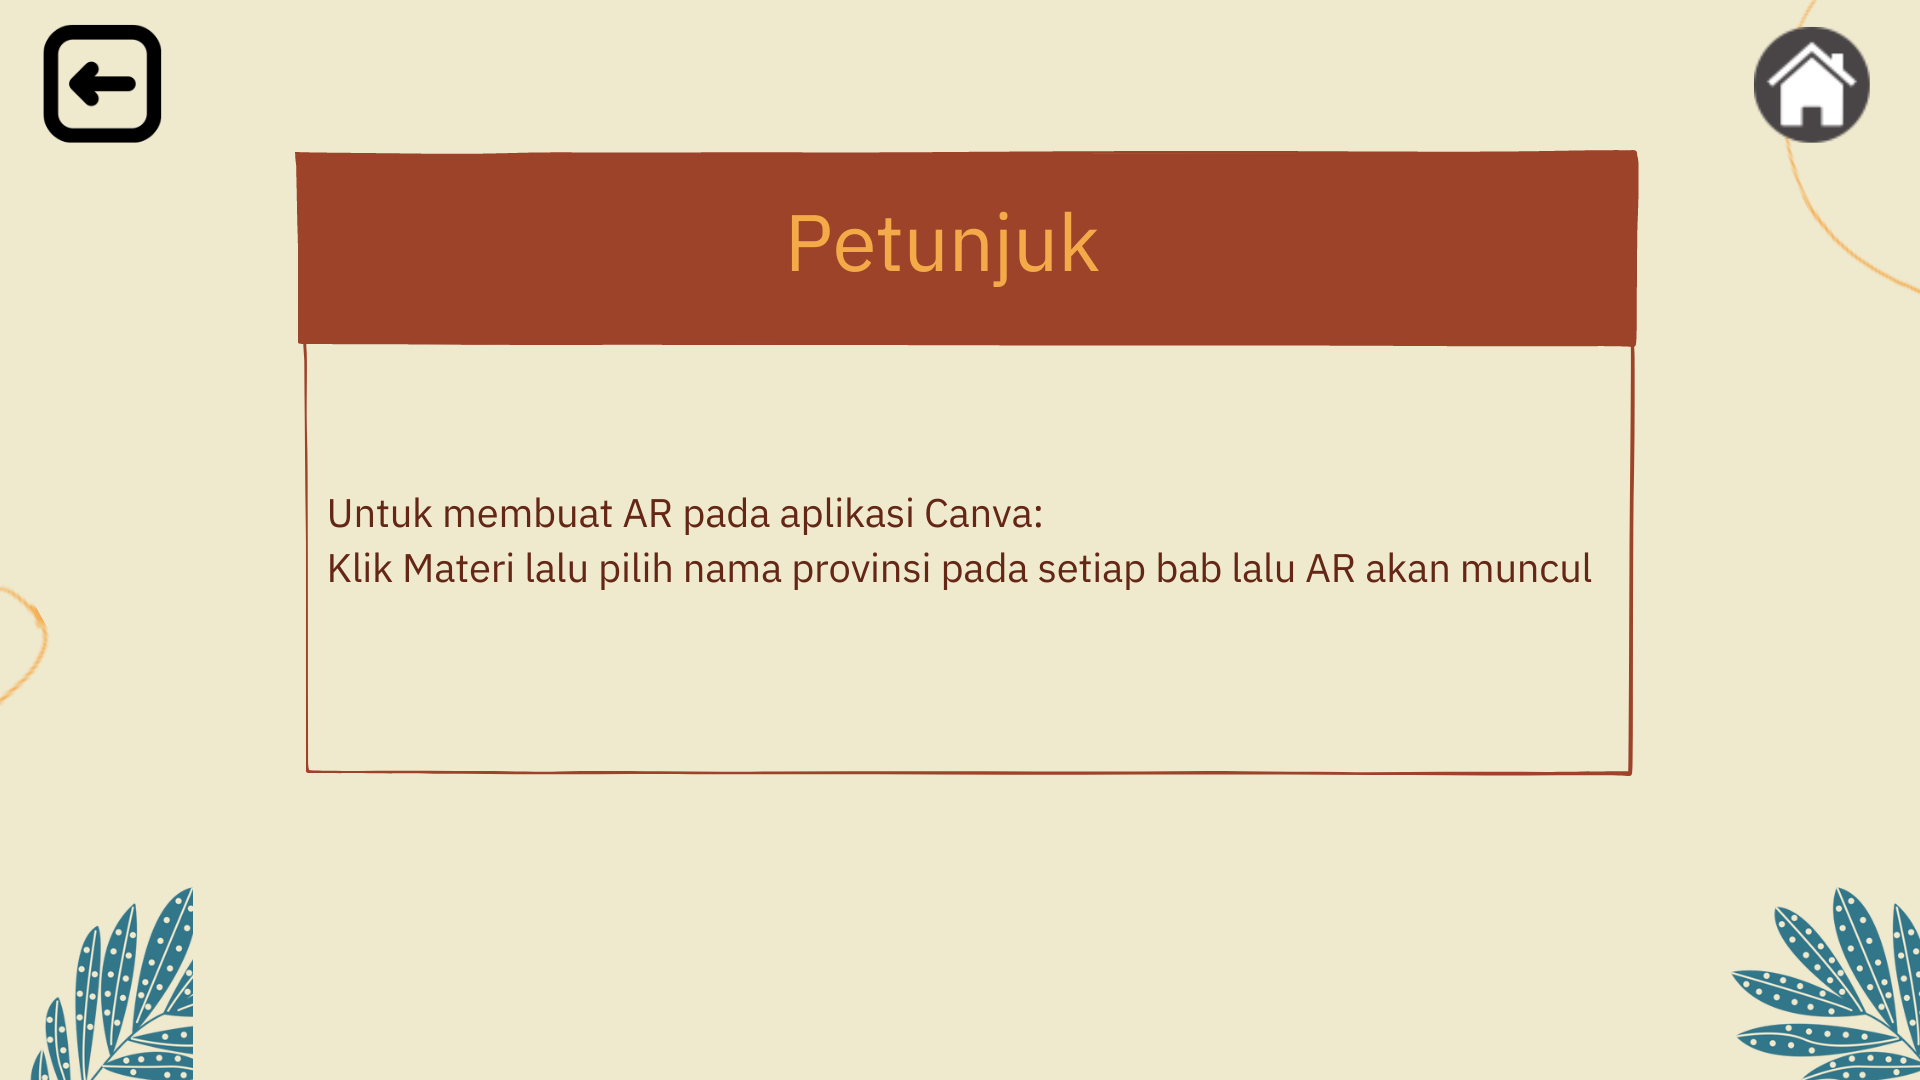 Petunjuk
Untuk membuat AR pada aplikasi Canva:
Klik Materi lalu pilih nama provinsi pada setiap bab lalu AR akan muncul